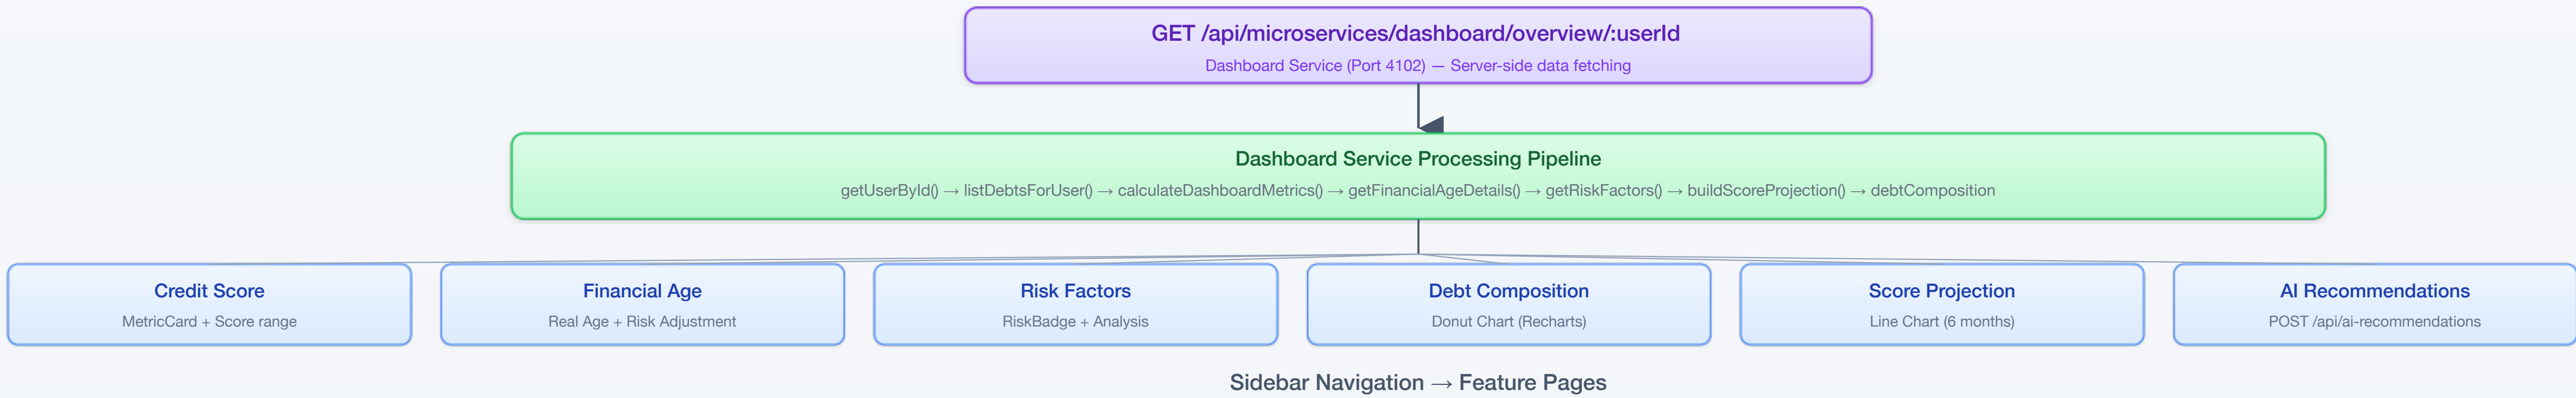 GET /api/microservices/dashboard/overview/:userId
Dashboard Service (Port 4102) — Server-side data fetching
Dashboard Service Processing Pipeline
getUserById() → listDebtsForUser() → calculateDashboardMetrics() → getFinancialAgeDetails() → getRiskFactors() → buildScoreProjection() → debtComposition
Credit Score
MetricCard + Score range
Financial Age
Real Age + Risk Adjustment
Risk Factors
RiskBadge + Analysis
Debt Composition
Donut Chart (Recharts)
Score Projection
Line Chart (6 months)
AI Recommendations
POST /api/ai-recommendations
Sidebar Navigation → Feature Pages